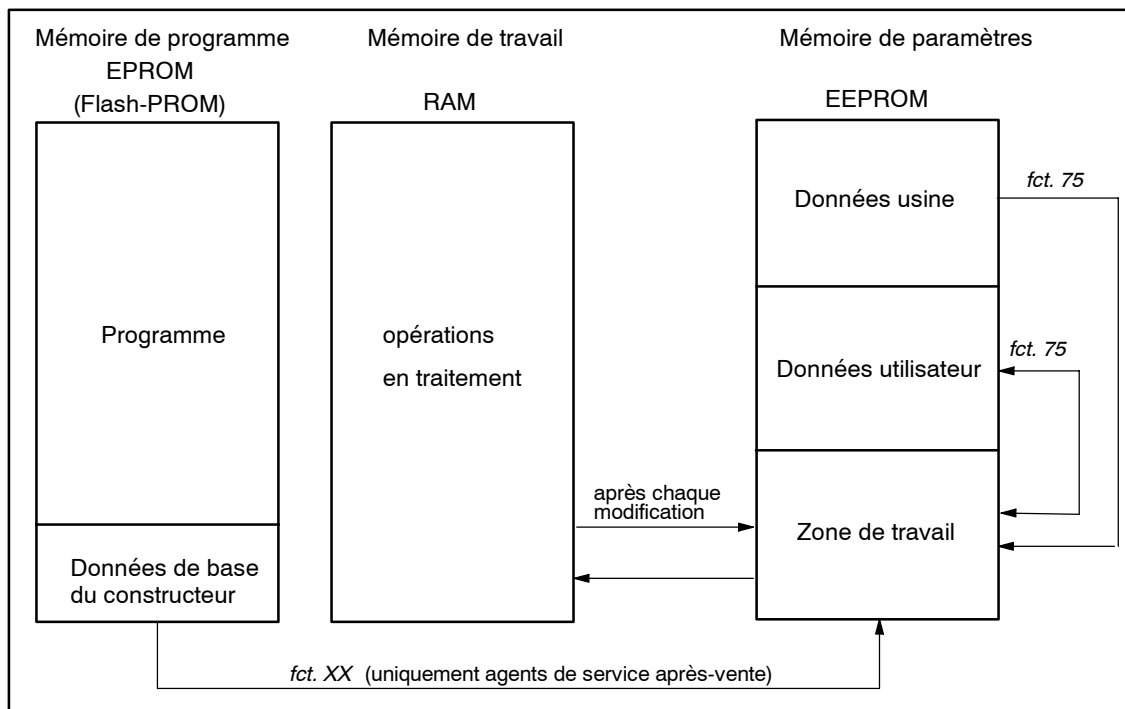 Mémoire de programme
EPROM
(Flash-PROM)
Mémoire de travail
RAM
Mémoire de paramètres
EEPROM
Données usine
fct. 75
Programme
opérations
en traitement
Données utilisateur
fct. 75
après chaque
modification
Zone de travail
Données de base
du constructeur
fct. XX (uniquement agents de service après-vente)